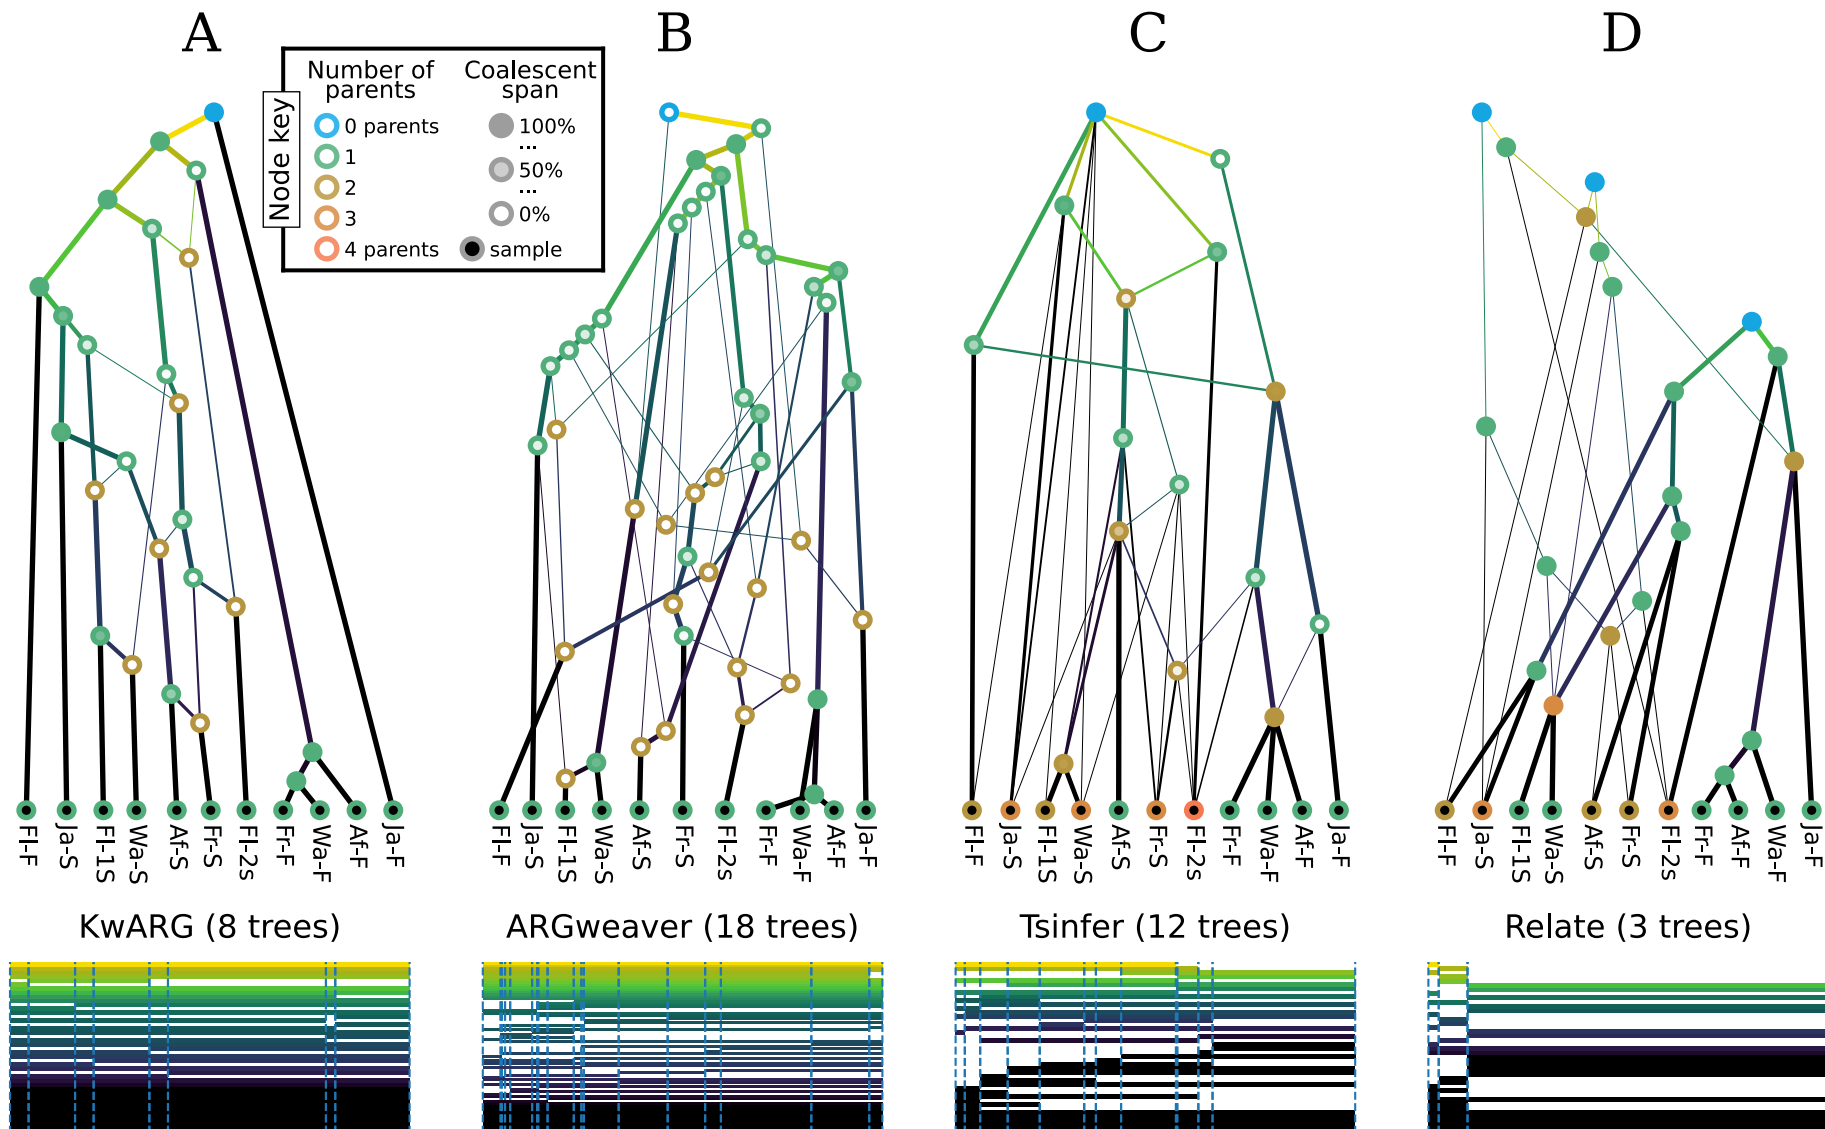 A
B
C
D
Node key
Number of
parents
0 parents
1
2
3
4 parents
Coalescent
span
100%
...
50%
...
0%
sample
Fl-F
Ja-S
Fl-1S
Wa-S
Af-S
Fr-S
Fl-2s
Fr-F
Wa-F
Af-F
Ja-F
Fl-F
Ja-S
Fl-1S
Wa-S
Af-S
Fr-S
Fl-2s
Fr-F
Wa-F
Af-F
Ja-F
Fl-F
Ja-S
Fl-1S
Wa-S
Af-S
Fr-S
Fl-2s
Fr-F
Wa-F
Af-F
Ja-F
Fl-F
Ja-S
Fl-1S
Wa-S
Af-S
Fr-S
Fl-2s
Fr-F
Af-F
Wa-F
Ja-F
KwARG (8 trees)
ARGweaver (18 trees)
Tsinfer (12 trees)
Relate (3 trees)